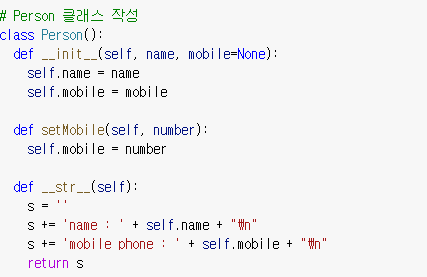 # Person 클래스 작성
class Person():
  def __init__(self, name, mobile=None):
    self.name = name
    self.mobile = mobile

  def setMobile(self, number):
    self.mobile = number

  def __str__(self):
    s = ''
    s += 'name : ' + self.name + "₩n"
    s += 'mobile phone : ' + self.mobile + "₩n"
    return s